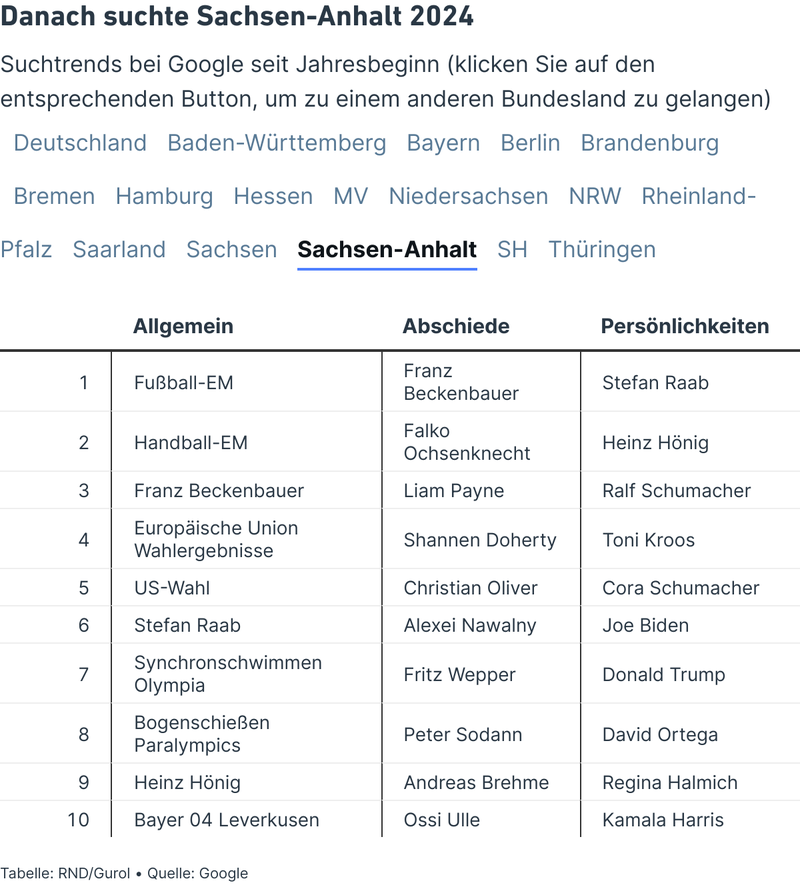 Danach suchte Sachsen-Anhalt 2024
Suchtrends bei Google seit Jahresbeginn (klicken Sie auf den
entsprechenden Button, um zu einem anderen Bundesland zu gelangen)
Deutschland Baden-Württemberg Bayern Berlin Brandenburg
Bremen Hamburg Hessen MV Niedersachsen NRW Rheinland-
Pfalz Saarland Sachsen Sachsen-Anhalt SH Thüringen
Allgemein Abschiede Persönlichkeiten
1 Fußball-EM Franz Beckenbauer Stefan Raab
2 Handball-EM Falko Ochsenknecht Heinz Hönig
3 Franz Beckenbauer Liam Payne Ralf Schumacher
4 Europäische Union Wahlergebnisse Shannen Doherty Toni Kroos
5 US-Wahl Christian Oliver Cora Schumacher
6 Stefan Raab Alexei Nawalny Joe Biden
7 Synchronschwimmen Olympia Fritz Wepper Donald Trump
8 Bogenschießen Paralympics Peter Sodann David Ortega
9 Heinz Hönig Andreas Brehme Regina Halmich
10 Bayer 04 Leverkusen Ossi Ulle Kamala Harris
Tabelle: RND/Gurol • Quelle: Google